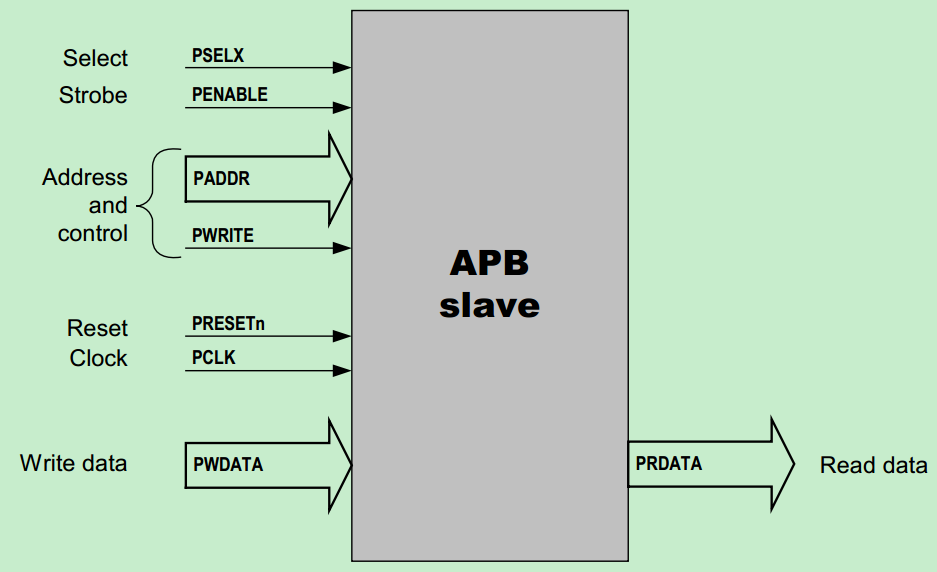 Select
PSELX
Strobe
PENABLE
Address
and
control
PADDR
PWRITE
APB
slave
Reset
PRESETn
Clock
PCLK
Write data
PWDATA
PRDATA
Read data